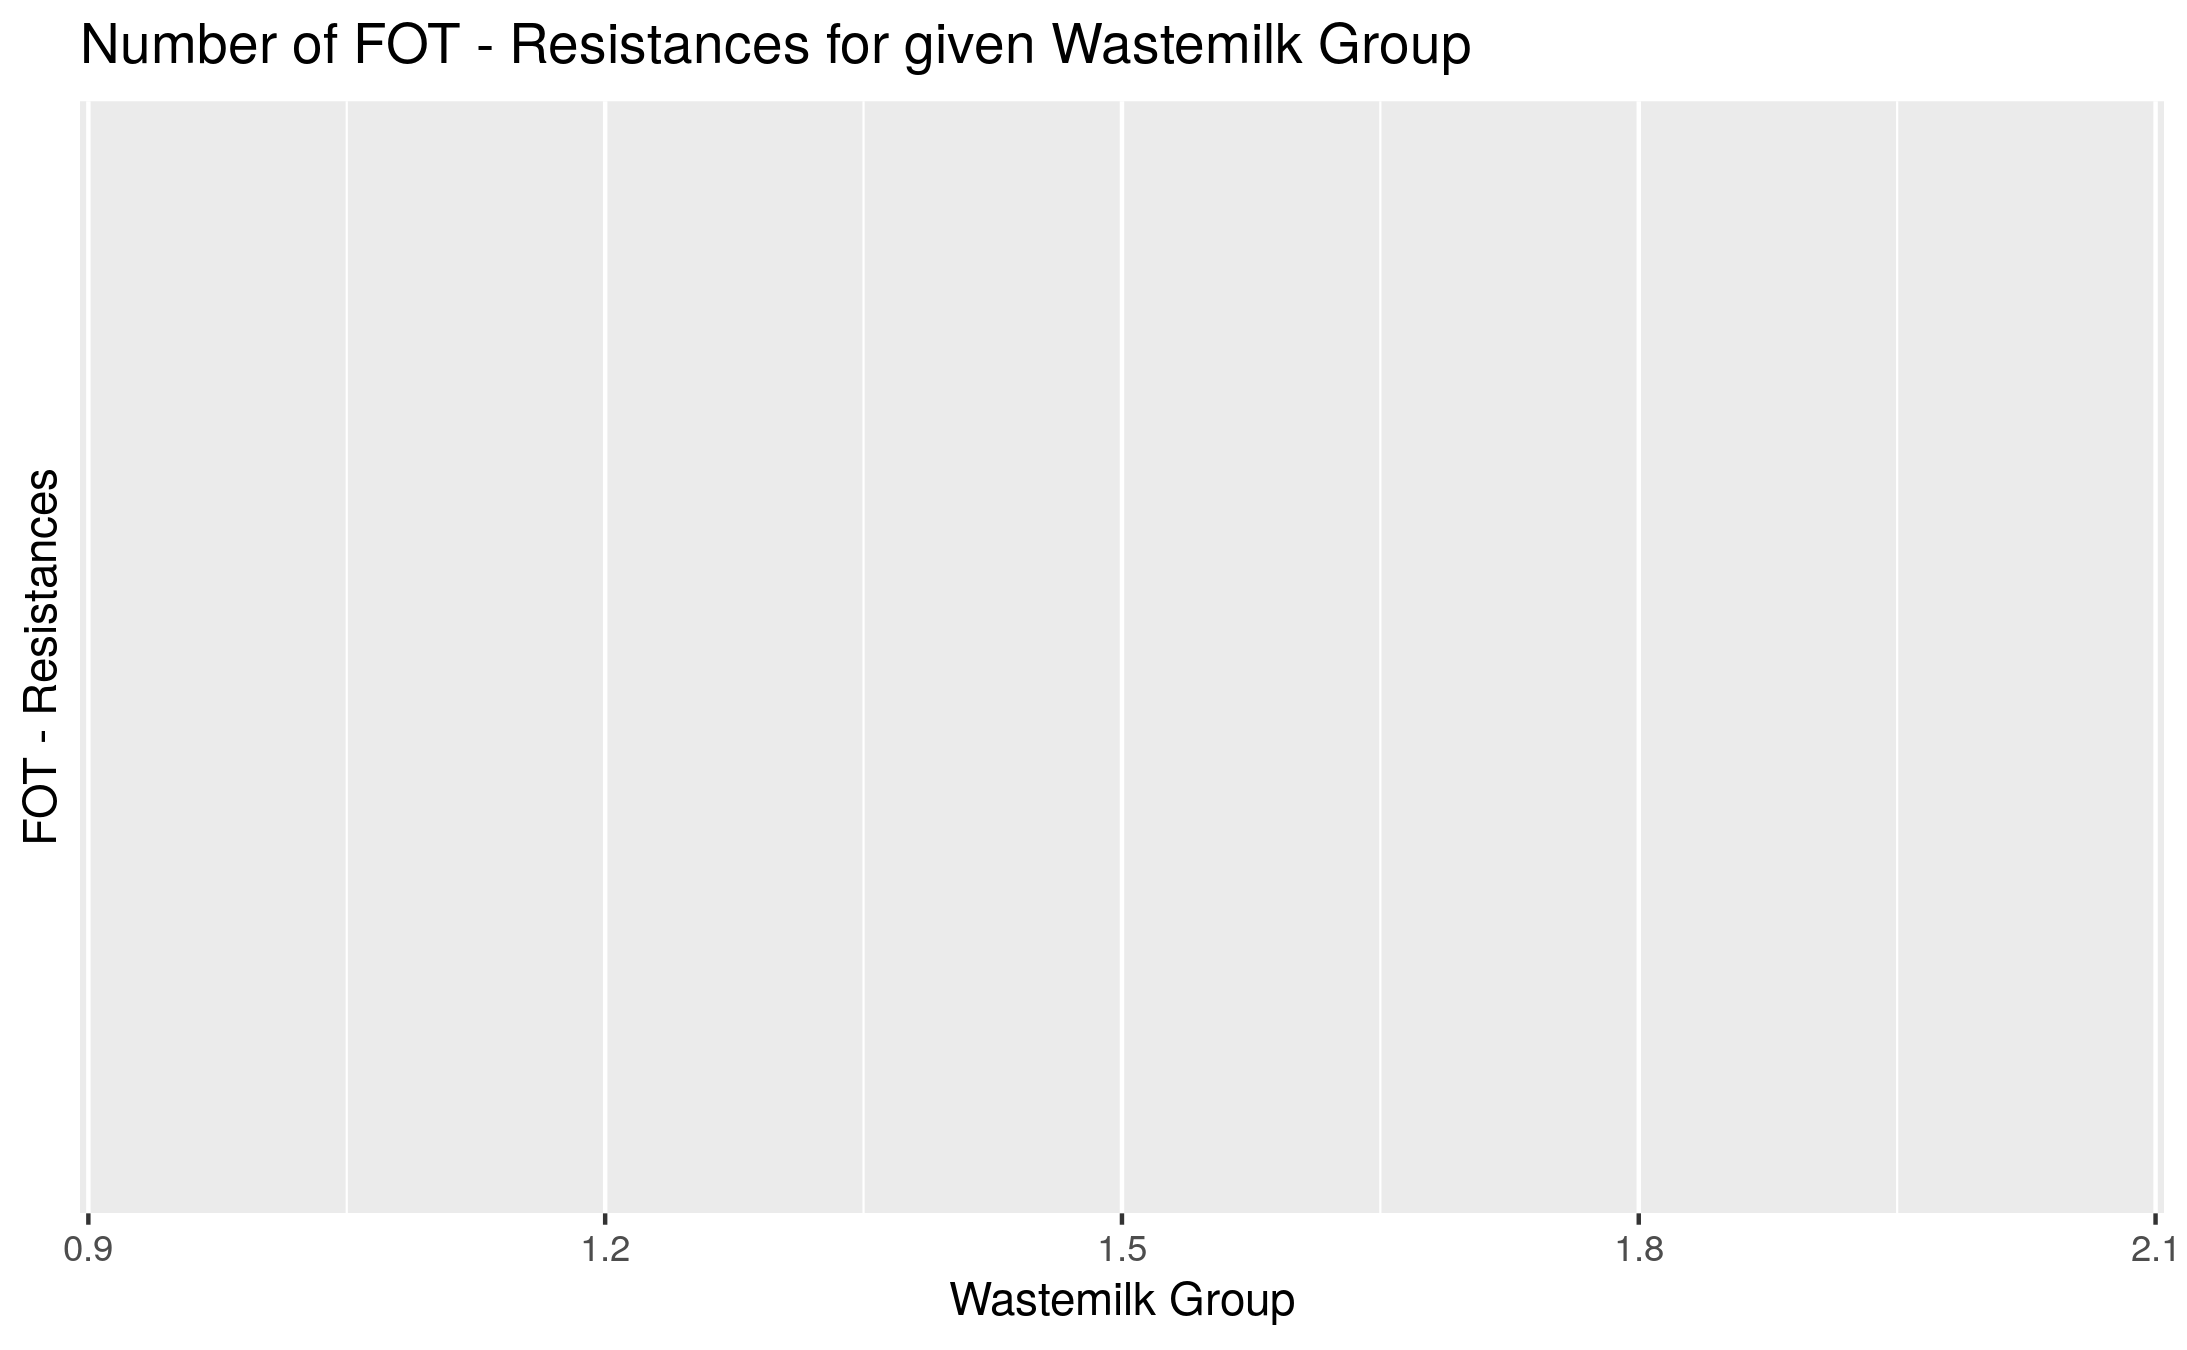 Number of FOT - Resistances for given Wastemilk Group
FOT - Resistances
0.9 1.2 1.5 1.8 2.1
Wastemilk Group